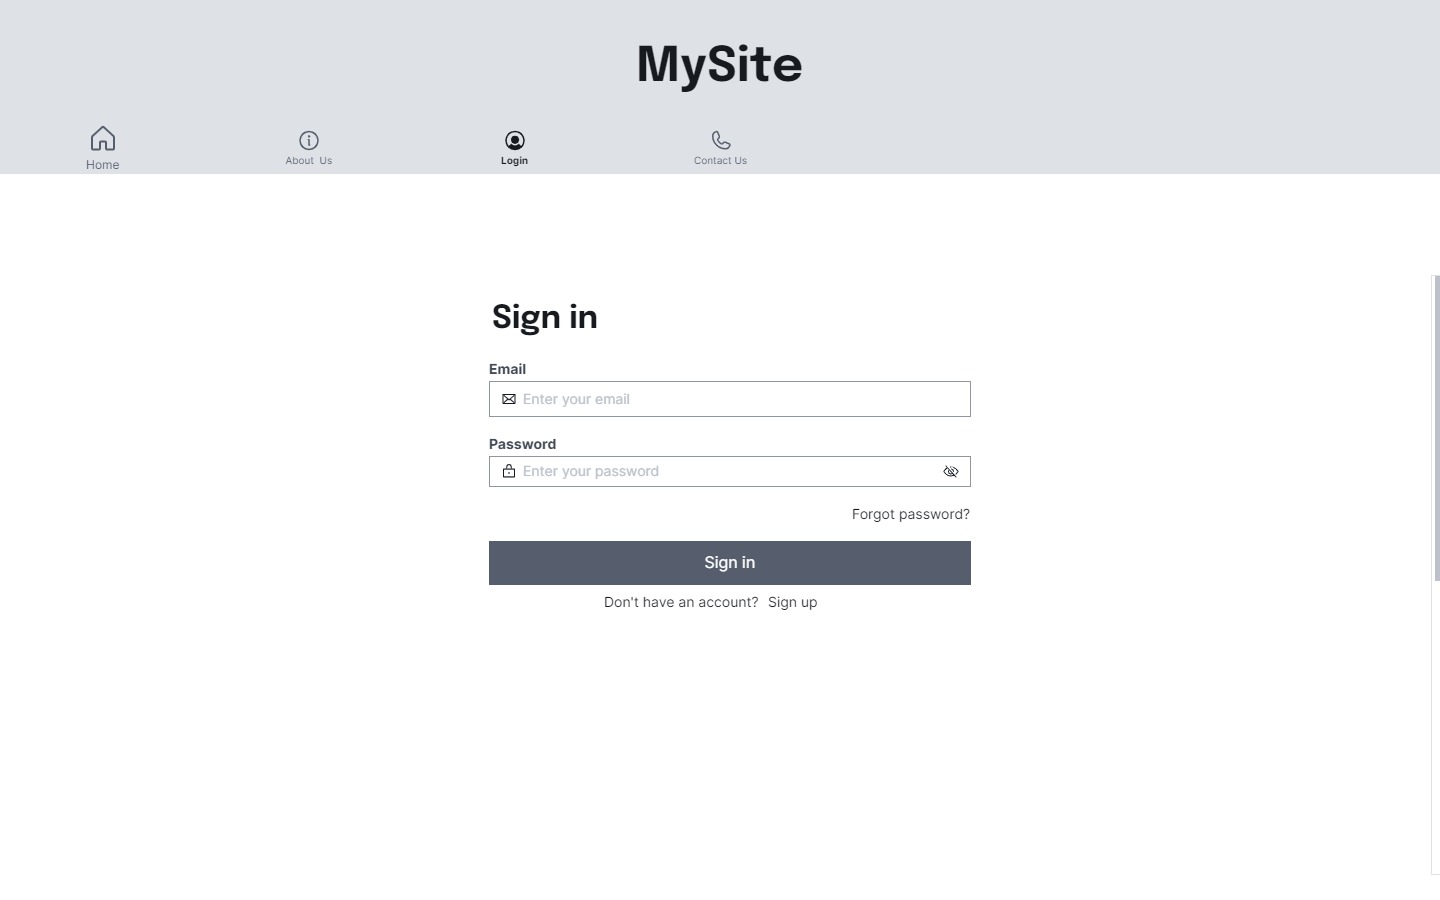 MySite
Home
About Us
Login
Contact Us
Sign in
Email
Enter your email
Password
Enter your password
Forgot password?
Sign in
Don't have an account? Sign up